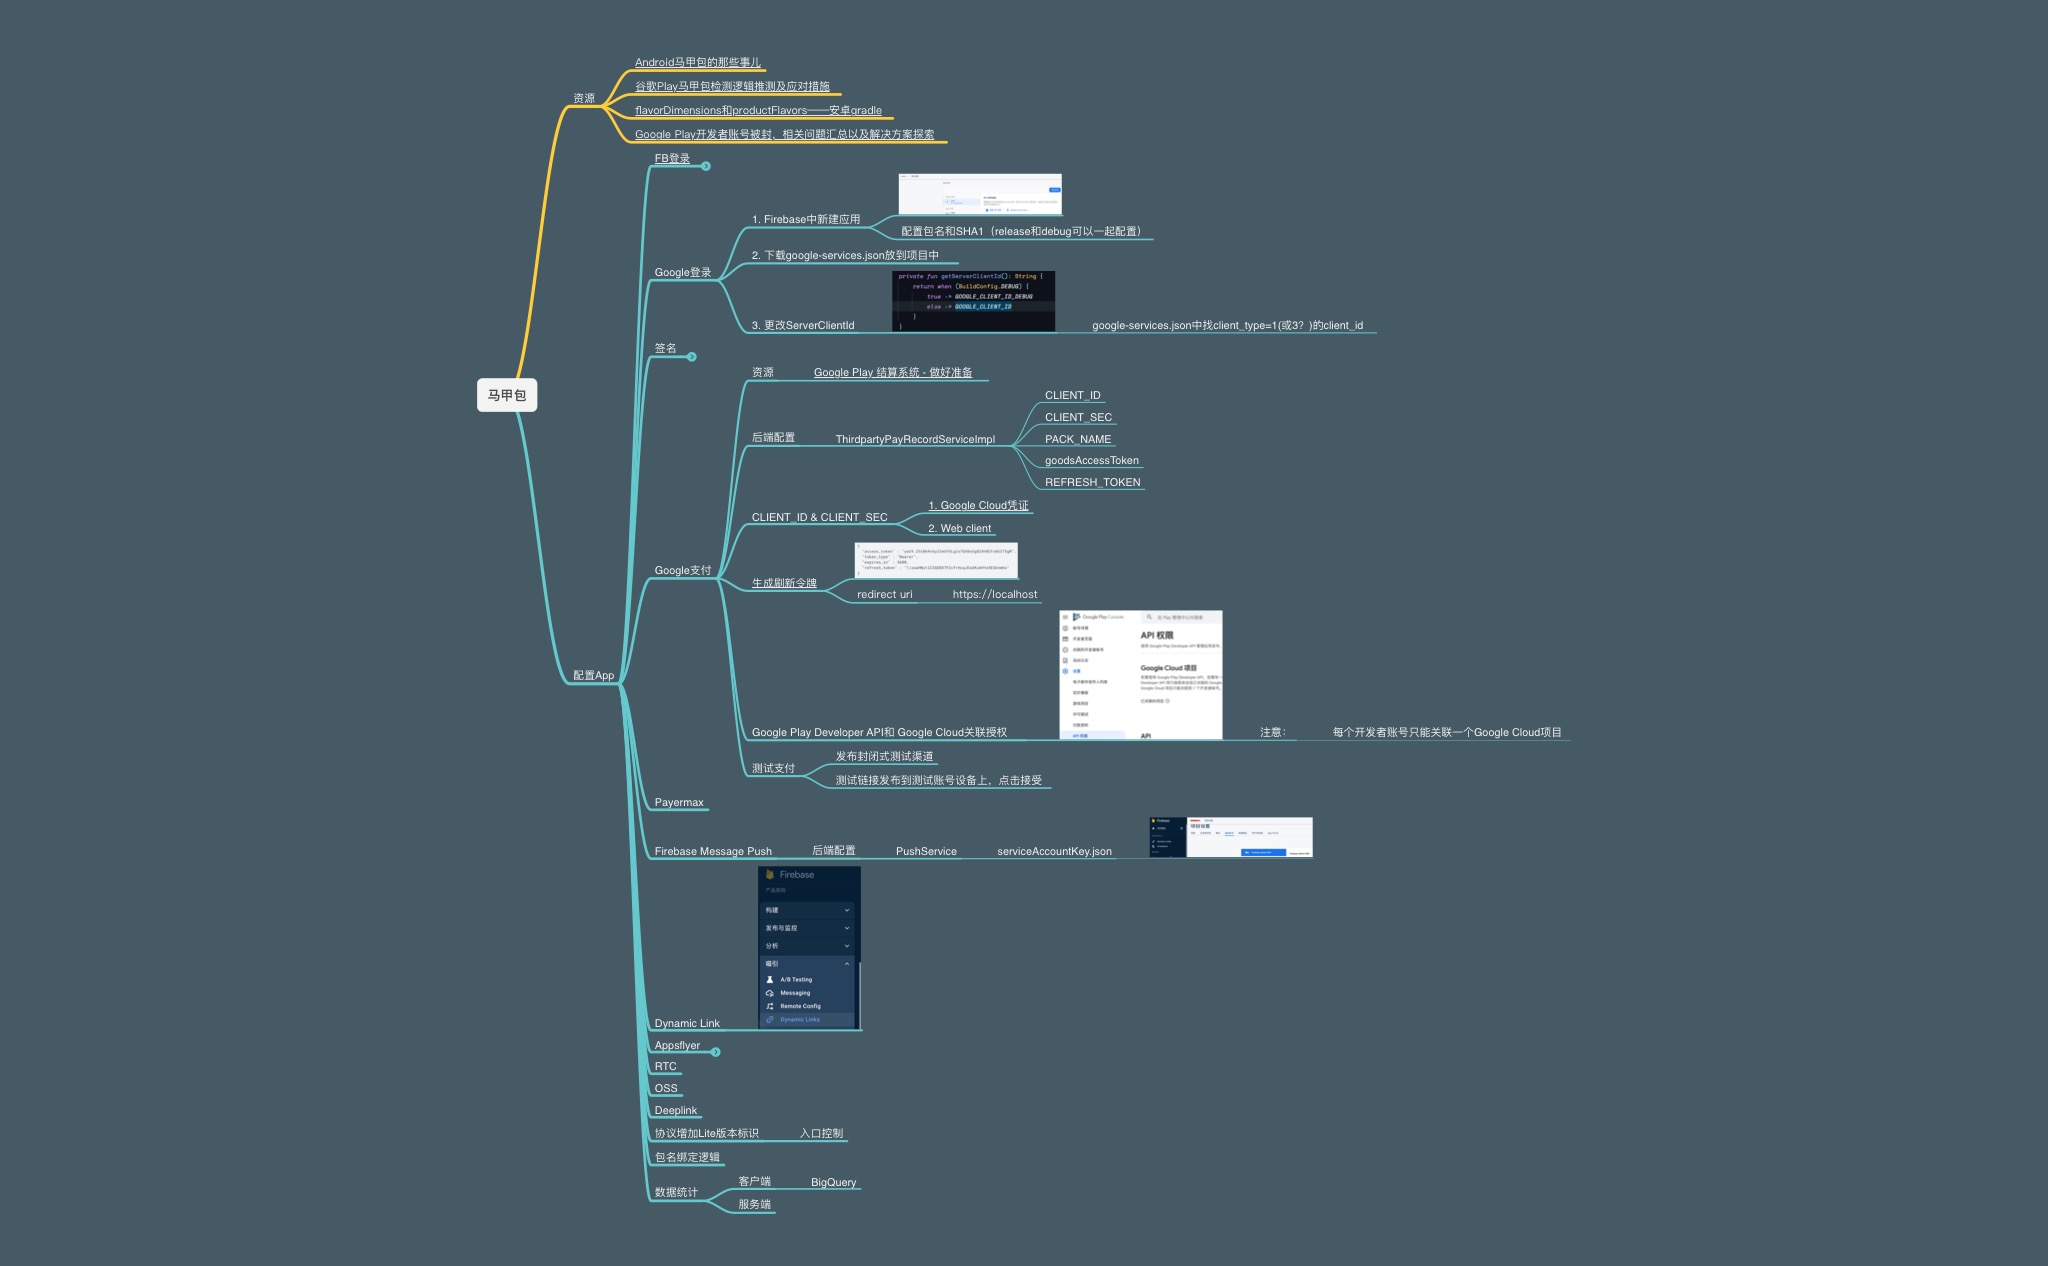 马甲包
资源
Android马甲包的那些事儿
谷歌Play马甲包检测逻辑推测及应对措施
flavorDimensions和productFlavors——安卓gradle
Google Play开发者账号被封，相关问题汇总以及解决方案探索
配置App
FB登录
Google登录
1. Firebase中新建应用
配置包名和SHA1（release和debug可以一起配置）
2. 下载google-services.json放到项目中
3. 更改ServerClientId
private fun getServerClientId(): String {
return when (BuildConfig.DEBUG) {
true -> GOOGLE_CLIENT_ID_DEBUG
else -> GOOGLE_CLIENT_ID
}
}
google-services.json中找client_type=1(或3？)的client_id
签名
Google支付
资源
Google Play 结算系统 - 做好准备
后端配置
ThirdpartyPayRecordServiceImpl
CLIENT_ID
CLIENT_SEC
PACK_NAME
goodsAccessToken
REFRESH_TOKEN
CLIENT_ID & CLIENT_SEC
1. Google Cloud凭证
2. Web client
生成刷新令牌
"access_token" :
"token_type" : "Bearer",
"expires_in" : 3600,
"refresh_token" :
redirect uri
https://localhost
Google Play Developer API和 Google Cloud关联授权
Google Play Console
API 权限
Google Cloud 项目
设置
API 权限
API
注意：
每个开发者账号只能关联一个Google Cloud项目
测试支付
发布封闭式测试渠道
测试链接发布到测试账号设备上，点击接受
Payermax
Firebase Message Push
后端配置
PushService
serviceAccountKey.json
Firebase
项目设置
Dynamic Link
Firebase
构建
发布与监控
分析
吸引
A/B Testing
Messaging
Remote Config
Dynamic Links
Appsflyer
RTC
OSS
Deeplink
协议增加Lite版本标识
入口控制
包名绑定逻辑
数据统计
客户端
BigQuery
服务端